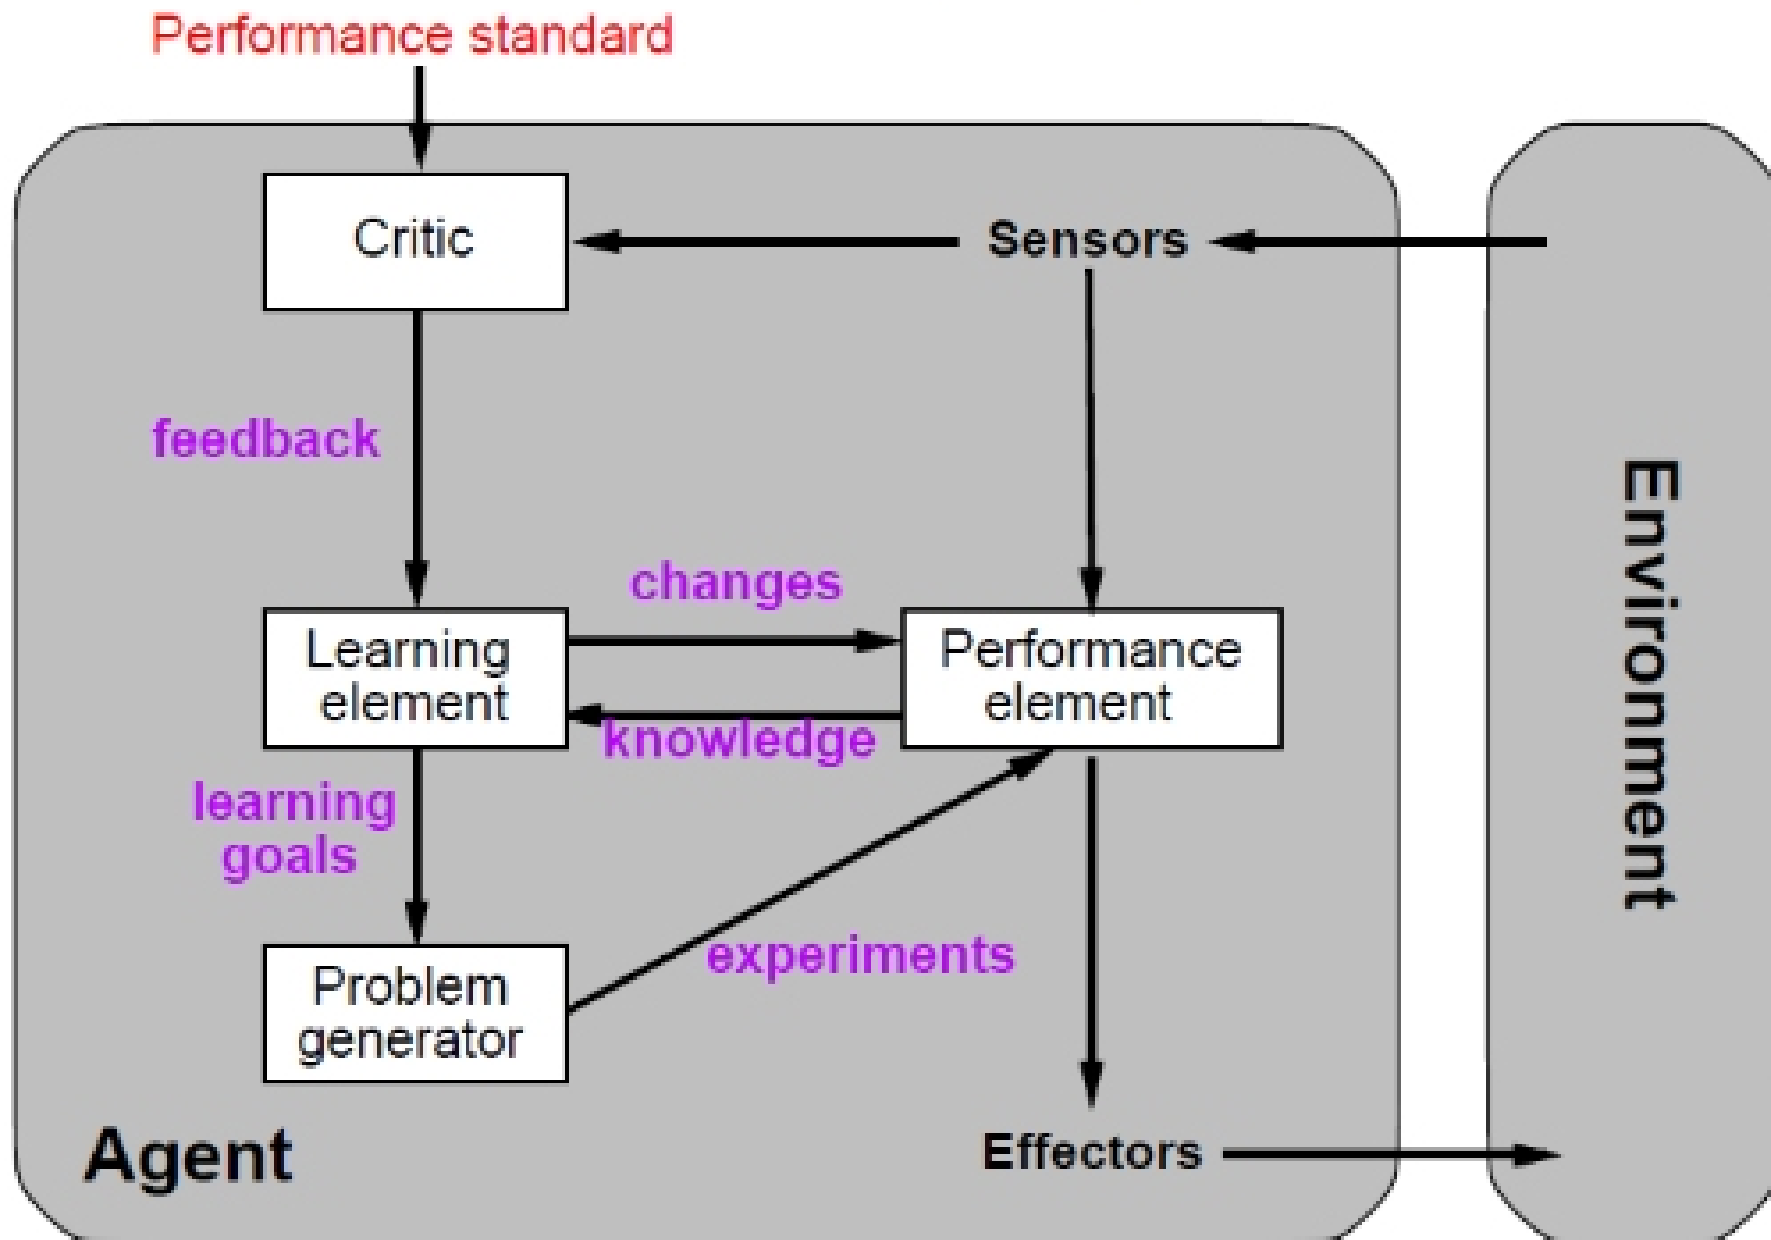 Performance standard
Critic
Sensors
feedback
changes
Learning
element
Performance
element
knowledge
learning
goals
experiments
Problem
generator
Agent
Effectors
Environment